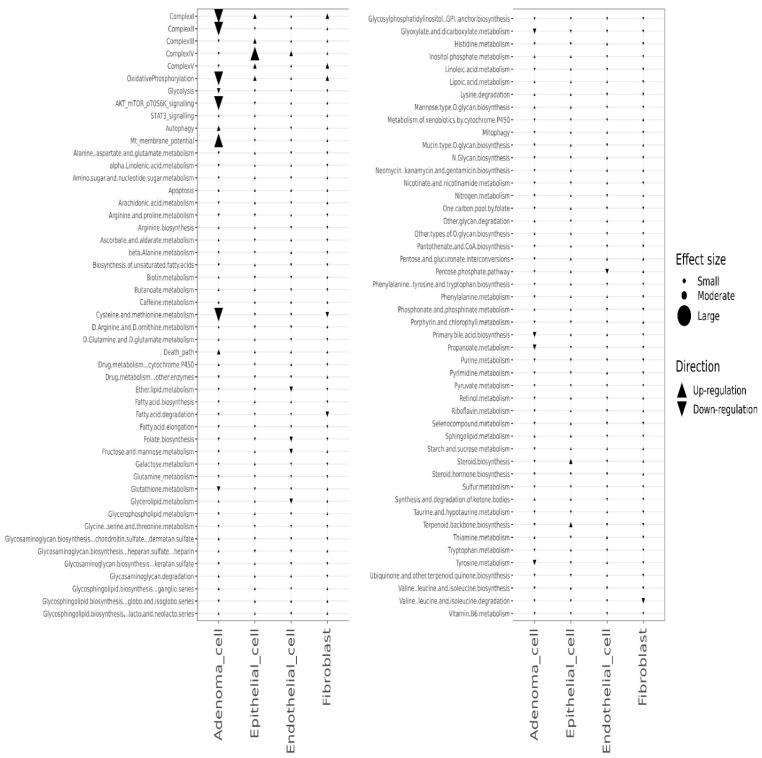 ComplexI
ComplexII
ComplexIII
ComplexIV
ComplexV
OxidativePhosphorylation
Glycolysis
AKT_mTOR_p70S6K_signalling
STAT3_signalling
Autophagy
Mt_membrane_potential
Alanine..aspartate.and.glutamate.metabolism
alpha.Linolenic.acid.metabolism
Amino.sugar.and.nucleotide.sugar.metabolism
Apoptosis
Arachidonic.acid.metabolism
Arginine.and.proline.metabolism
Arginine.biosynthesis
Ascorbate.and.aldarate.metabolism
beta.Alanine.metabolism
Biosynthesis.of.unsaturated.fatty.acids
Biotin.metabolism
Butanoate.metabolism
Caffeine.metabolism
Cysteine.and.methionine.metabolism
D.Arginine.and.D.ornithine.metabolism
D.Glutamine.and.D.glutamate.metabolism
Death_path
Drug.metabolism...cytochrome.P450
Drug.metabolism...other.enzymes
Ether.lipid.metabolism
Fatty.acid.biosynthesis
Fatty.acid.degradation
Fatty.acid.elongation
Folate.biosynthesis
Fructose.and.mannose.metabolism
Galactose.metabolism
Glutamine_metabolism
Glutathione.metabolism
Glycerolipid.metabolism
Glycerophospholipid.metabolism
Glycine..serine.and.threonine.metabolism
Glycosaminoglycan.biosynthesis...chondroitin.sulfate...dermatan.sulfate
Glycosaminoglycan.biosynthesis...heparan.sulfate...heparin
Glycosaminoglycan.biosynthesis...keratan.sulfate
Glycosaminoglycan.degradation
Glycosphingolipid.biosynthesis...ganglio.series
Glycosphingolipid.biosynthesis...globo.and.isoglobo.series
Glycosphingolipid.biosynthesis...lacto.and.neolacto.series
Adenoma_cell
Epithelial_cell
Endothelial_cell
Fibroblast
Glycosylphosphatidylinositol..GPI..anchor.biosynthesis
Glyoxylate.and.dicarboxylate.metabolism
Histidine.metabolism
Inositol.phosphate.metabolism
Linoleic.acid.metabolism
Lipoic.acid.metabolism
Lysine.degradation
Mannose.type.O.glycan.biosynthesis
Metabolism.of.xenobiotics.by.cytochrome.P450
Mitophagy
Mucin.type.O.glycan.biosynthesis
N.Glycan.biosynthesis
Neomycin..kanamycin.and.gentamicin.biosynthesis
Nicotinate.and.nicotinamide.metabolism
Nitrogen.metabolism
One.carbon.pool.by.folate
Other.glycan.degradation
Other.types.of.O.glycan.biosynthesis
Pantothenate.and.CoA.biosynthesis
Pentose.and.glucuronate.interconversions
Pentose.phosphate.pathway
Phenylalanine..tyrosine.and.tryptophan.biosynthesis
Phenylalanine.metabolism
Phosphonate.and.phosphinate.metabolism
Porphyrin.and.chlorophyll.metabolism
Primary.bile.acid.biosynthesis
Propanoate.metabolism
Purine.metabolism
Pyrimidine.metabolism
Pyruvate.metabolism
Retinol.metabolism
Riboflavin.metabolism
Selenocompound.metabolism
Sphingolipid.metabolism
Starch.and.sucrose.metabolism
Steroid.biosynthesis
Steroid.hormone.biosynthesis
Sulfur.metabolism
Synthesis.and.degradation.of.ketone.bodies
Taurine.and.hypotaurine.metabolism
Terpenoid.backbone.biosynthesis
Thiamine.metabolism
Tryptophan.metabolism
Tyrosine.metabolism
Ubiquinone.and.other.terpenoid.quinone.biosynthesis
Valine..leucine.and.isoleucine.biosynthesis
Valine..leucine.and.isoleucine.degradation
Vitamin.B6.metabolism
Adenoma_cell
Epithelial_cell
Endothelial_cell
Fibroblast
Effect size
Small
Moderate
Large
Direction
Up-regulation
Down-regulation